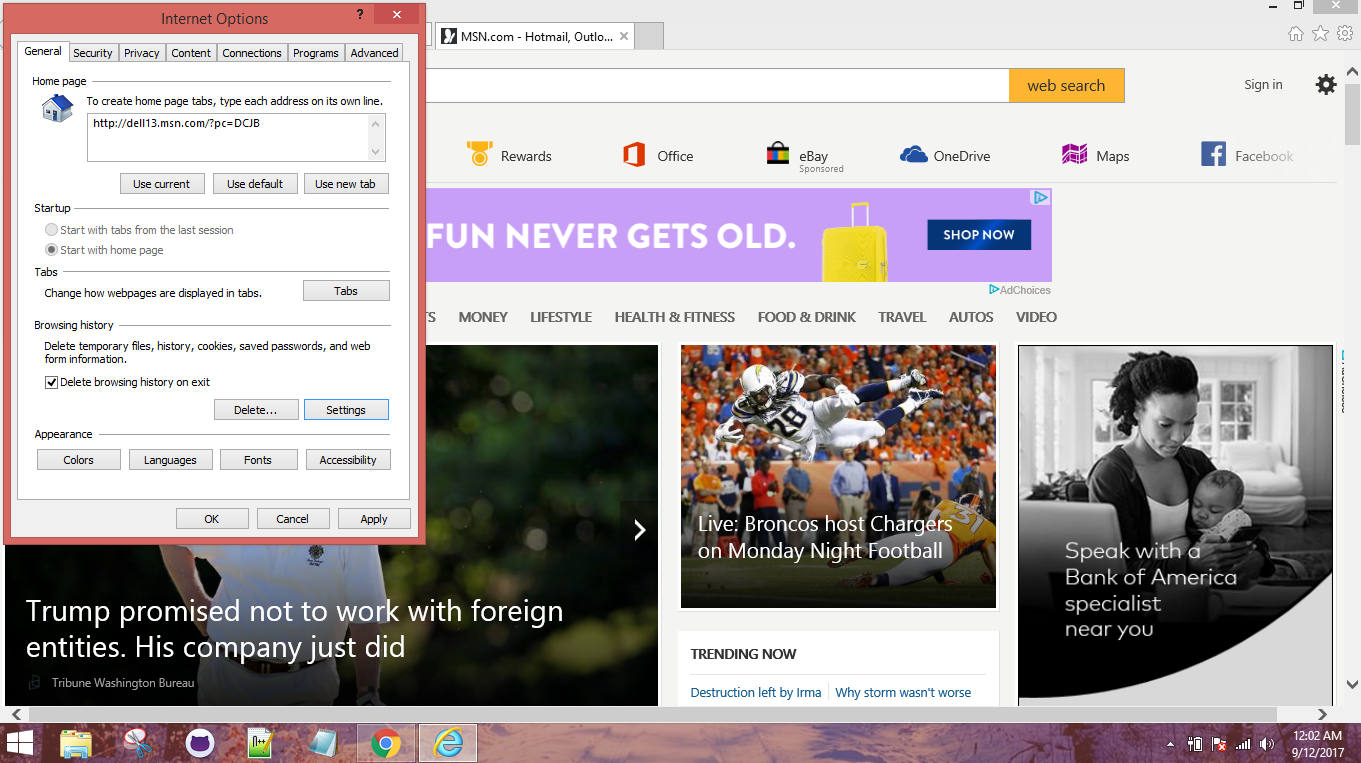 Internet Options
?
General
Security
Privacy
Content
Connections
Programs
Advanced
Home page
To create home page tabs, type each address on its own line.
http://dell13.msn.com/?pc=DCJB
Use current
Use default
Use new tab
Startup
Start with tabs from the last session
Start with home page
Tabs
Change how webpages are displayed in tabs.
Tabs
Browsing history
Delete temporary files, history, cookies, saved passwords, and web
form information.
Delete browsing history on exit
Delete...
Settings
Appearance
Colors
Languages
Fonts
Accessibility
OK
Cancel
Apply
MSN.com - Hotmail, Outlo...
web search
Sign in
Rewards
Office
eBay
Sponsored
OneDrive
Maps
Facebook
FUN NEVER GETS OLD.
SHOP NOW
AdChoices
TS
MONEY
LIFESTYLE
HEALTH & FITNESS
FOOD & DRINK
TRAVEL
AUTOS
VIDEO
Trump promised not to work with foreign
entities. His company just did
Tribune Washington Bureau
28
31
Live: Broncos host Chargers
on Monday Night Football
TRENDING NOW
Destruction left by Irma
Why storm wasn't worse
Speak with a
Bank of America
specialist
near you
12:02 AM
9/12/2017